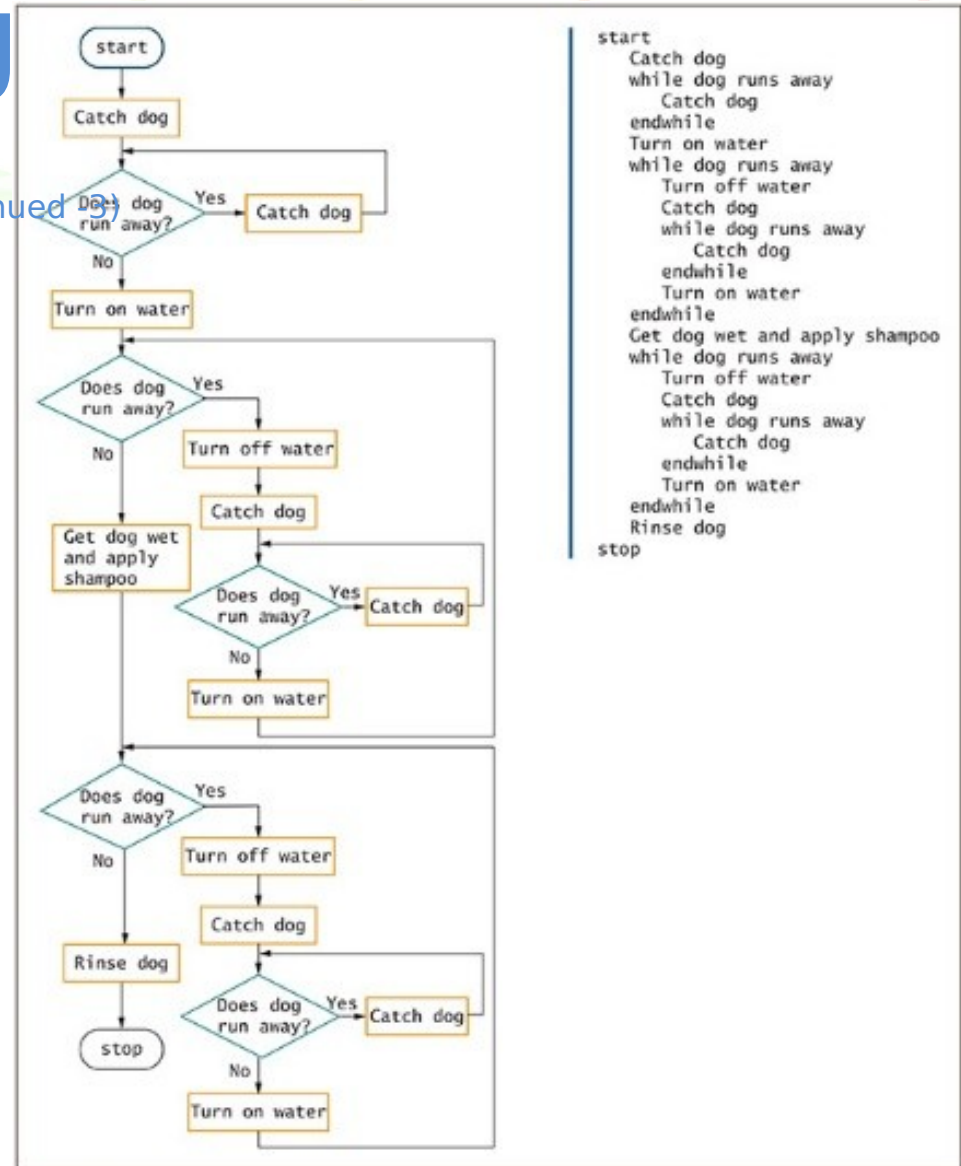 start
Catch dog
Does dog
run away?
Yes
Catch dog
No
Turn on water
Does dog
run away?
Yes
No
Turn off water
Catch dog
Get dog wet
and apply
shampoo
Does dog
run away?
Yes
Catch dog
No
Turn on water
Does dog
run away?
Yes
No
Turn off water
Catch dog
Rinse dog
Does dog
run away?
Yes
Catch dog
stop
No
Turn on water
nued -3)
start
Catch dog
while dog runs away
Catch dog
endwhile
Turn on water
while dog runs away
Turn off water
Catch dog
while dog runs away
Catch dog
endwhile
Turn on water
endwhile
Get dog wet and apply shampoo
while dog runs away
Turn off water
Catch dog
while dog runs away
Catch dog
endwhile
Turn on water
endwhile
Rinse dog
stop